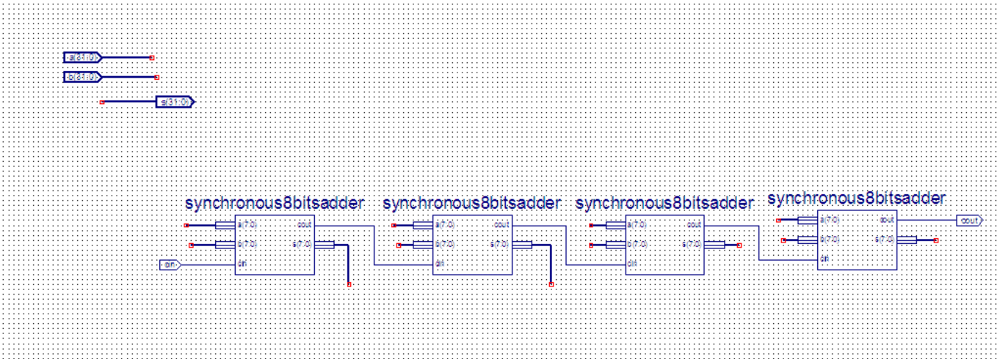 a(31:0)
b(31:0)
s(31:0)
synchronous8bitsadder synchronous8bitsadder synchronous8bitsadder synchronous8bitsadder
a(7:0) cout a(7:0) cout a(7:0) cout a(7:0) cout cout
b(7:0) s(7:0) b(7:0) s(7:0) b(7:0) s(7:0) b(7:0) s(7:0)
cin cin cin cin cin